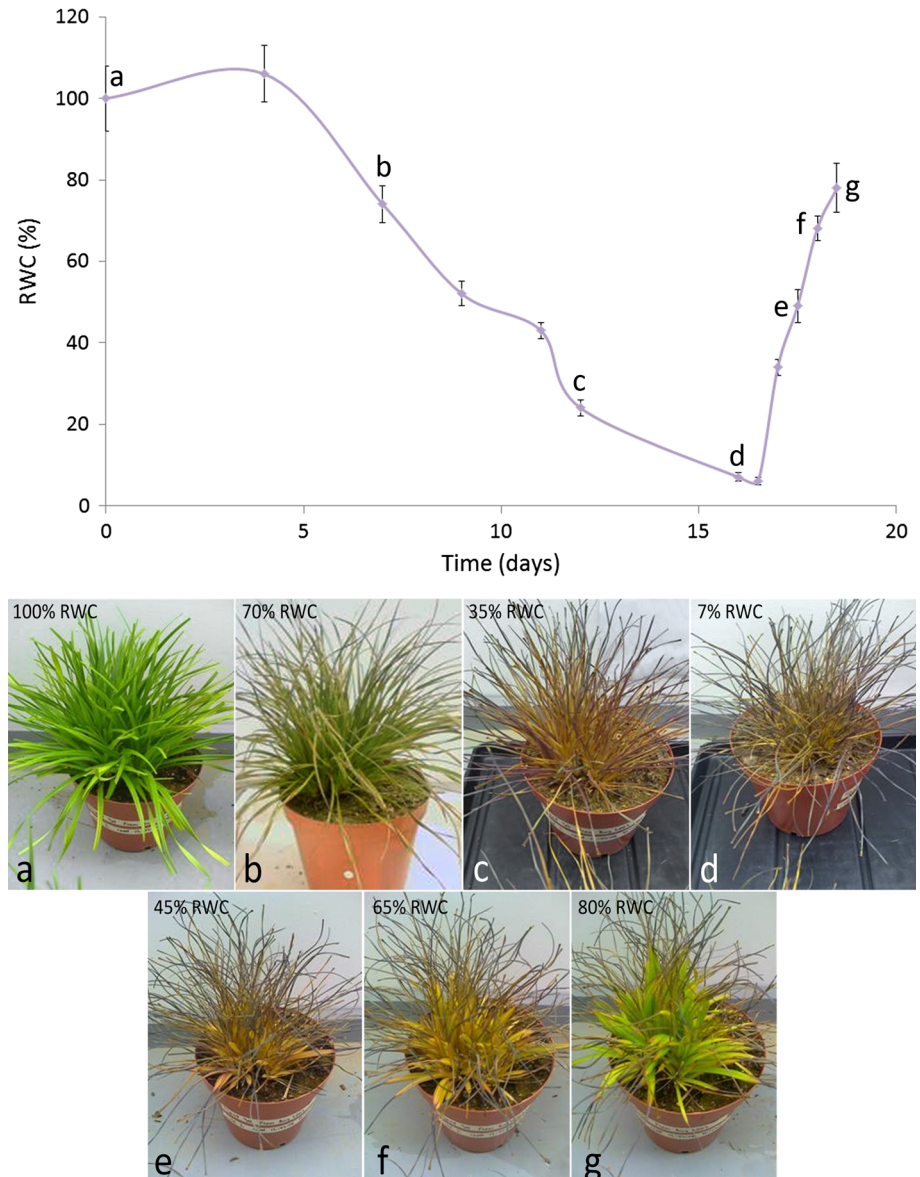 120
100
80
60
40
20
0
RWC (%)
a
b
c
d
e
f
g
0 5 10 15 20
Time (days)
100% RWC
70% RWC
35% RWC
7% RWC
a b c d
45% RWC
65% RWC
80% RWC
e f g